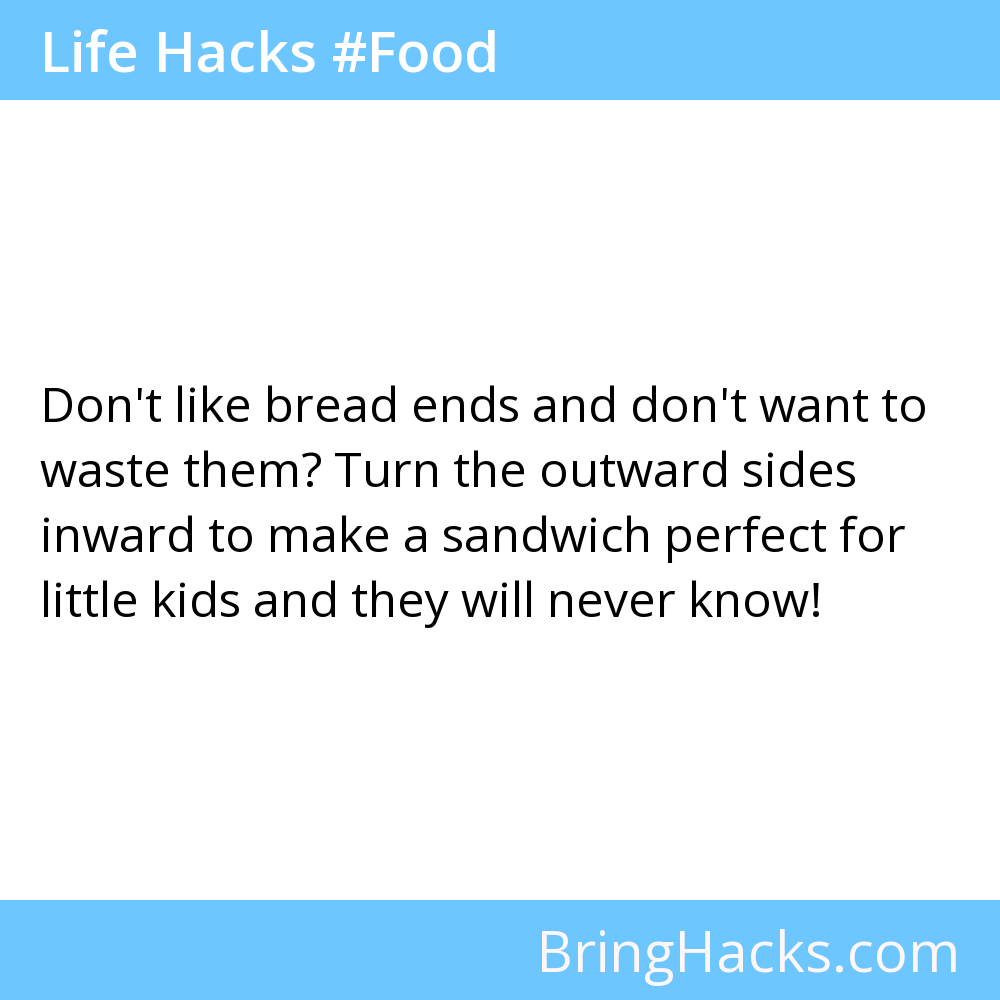 Life Hacks #Food
Don't like bread ends and don't want to
waste them? Turn the outward sides
inward to make a sandwich perfect for
little kids and they will never know!
BringHacks.com